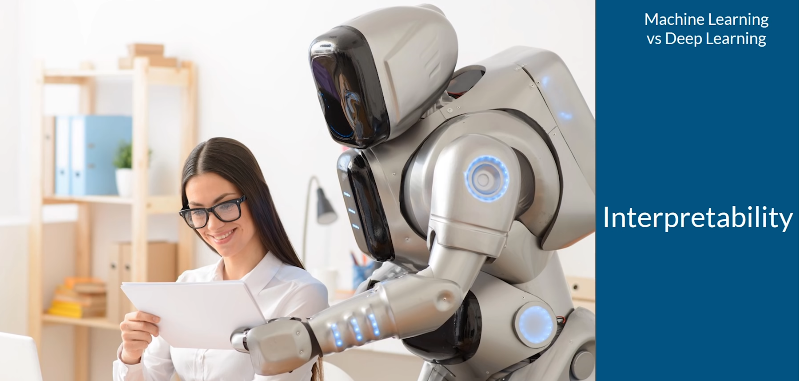 Machine Learning
vs Deep Learning
Interpretability